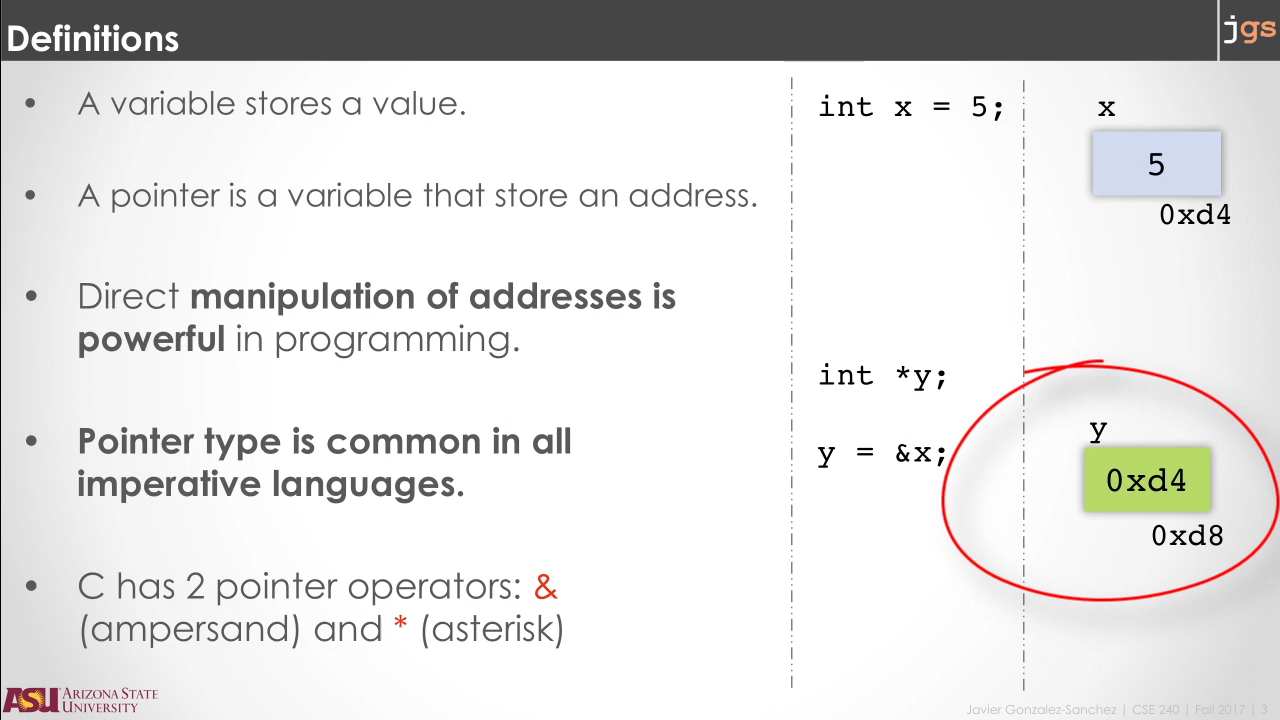 Definitions
jgs
• A variable stores a value.
• A pointer is a variable that store an address.
• Direct manipulation of addresses is
powerful in programming.
• Pointer type is common in all
imperative languages.
• C has 2 pointer operators: &
(ampersand) and * (asterisk)
int x = 5;
int *y;
y = &x;
x
5
0xd4
y
0xd4
0xd8
ASU ARIZONA STATE
UNIVERSITY
Javier Gonzalez-Sanchez | CSE 240 | Fall 2017 | 3